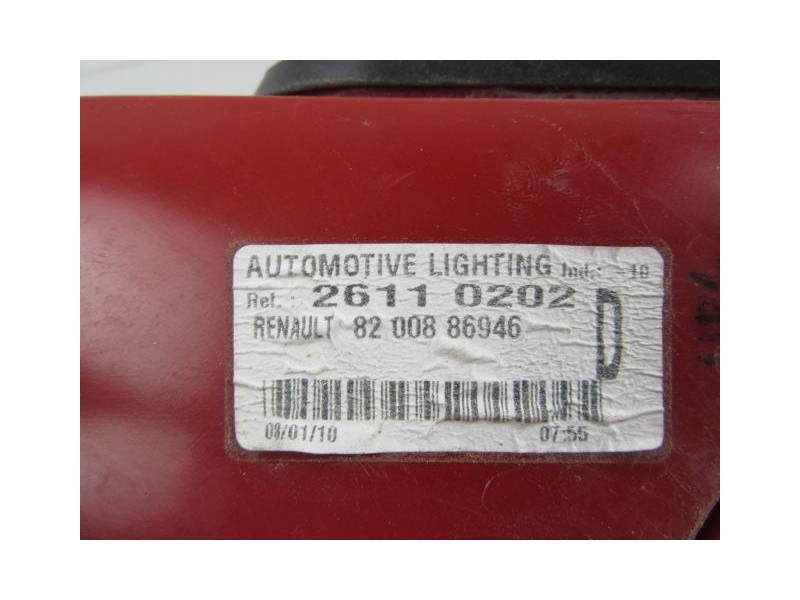 AUTOMOTIVE LIGHTING Ind.: -10
Ref. : 2611 0202
RENAULT 82 008 86946
D
08/01/10 07:55